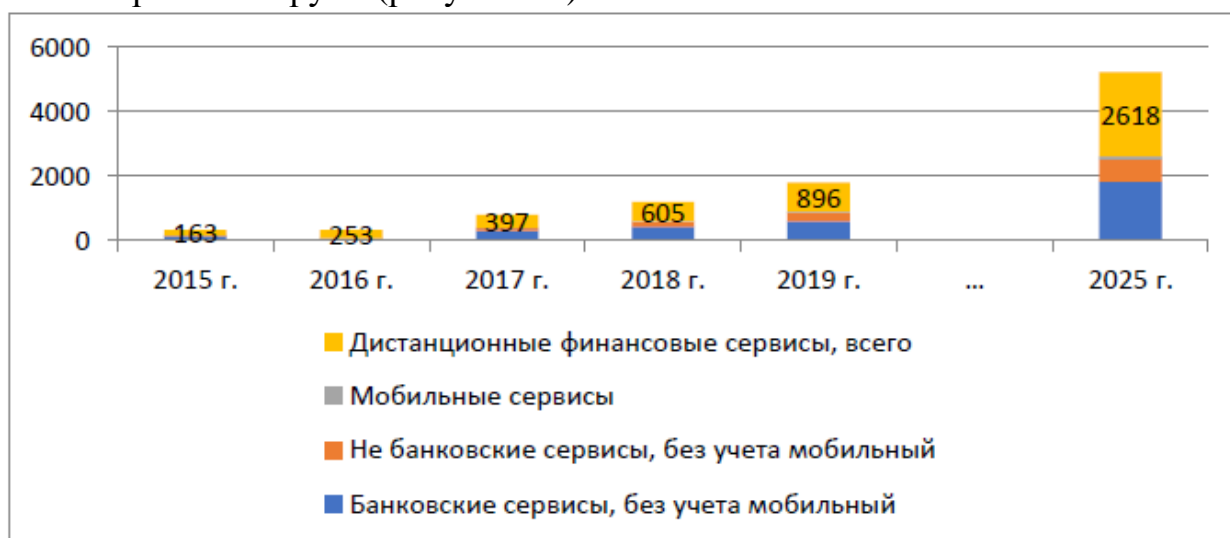 6000
4000
2000
0
163
253
397
605
896
2618
2015 г.
2016 г.
2017 г.
2018 г.
2019 г.
...
2025 г.
Дистанционные финансовые сервисы, всего
Мобильные сервисы
Не банковские сервисы, без учета мобильный
Банковские сервисы, без учета мобильный